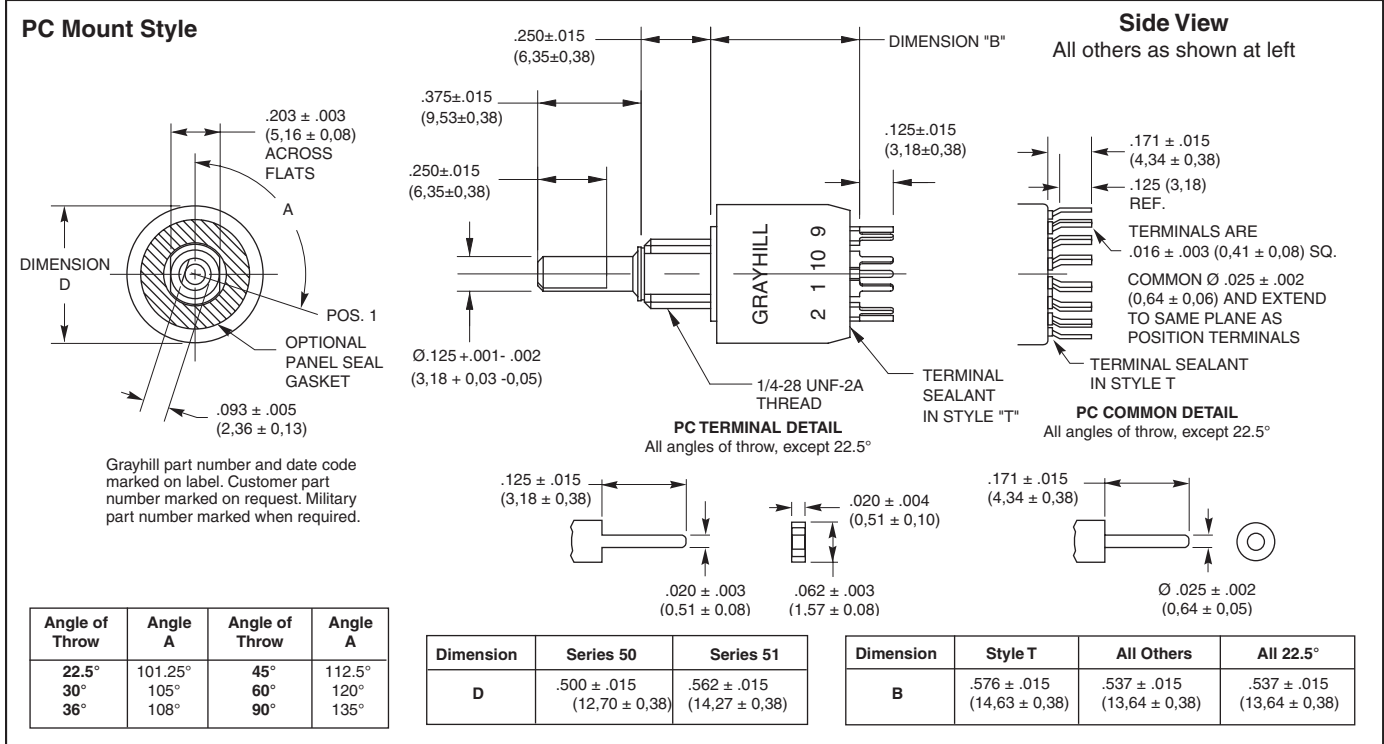 PC Mount Style
Side View
All others as shown at left
.250±.015
(6,35±0,38)
DIMENSION "B"
.375±.015
(9,53±0,38)
.203 ± .003
(5,16 ± 0,08)
ACROSS
FLATS
.125±.015
(3,18±0,38)
.171 ± .015
(4,34 ± 0,38)
.125 (3,18)
REF.
.250±.015
(6,35±0,38)
A
DIMENSION
D
GRAYHILL
2 1 10 9
TERMINALS ARE
.016 ± .003 (0,41 ± 0,08) SQ.
COMMON Ø .025 ± .002
(0,64 ± 0,06) AND EXTEND
TO SAME PLANE AS
POSITION TERMINALS
POS. 1
OPTIONAL
PANEL SEAL
GASKET
Ø.125 +.001- .002
(3,18 + 0,03 -0,05)
1/4-28 UNF-2A
THREAD
TERMINAL
SEALANT
IN STYLE "T"
TERMINAL SEALANT
IN STYLE T
.093 ± .005
(2,36 ± 0,13)
PC TERMINAL DETAIL
All angles of throw, except 22.5°
PC COMMON DETAIL
All angles of throw, except 22.5°
Grayhill part number and date code
marked on label. Customer part
number marked on request. Military
part number marked when required.
.125 ± .015
(3,18 ± 0,38)
.020 ± .004
(0,51 ± 0,10)
.171 ± .015
(4,34 ± 0,38)
.020 ± .003
(0,51 ± 0,08)
.062 ± .003
(1,57 ± 0,08)
Ø .025 ± .002
(0,64 ± 0,05)
Angle of Throw Angle A Angle of Throw Angle A
22.5° 101.25° 45° 112.5°
30° 105° 60° 120°
36° 108° 90° 135°
Dimension Series 50 Series 51
D .500 ± .015 .562 ± .015
(12,70 ± 0,38) (14,27 ± 0,38)
Dimension Style T All Others All 22.5°
B .576 ± .015 .537 ± .015 .537 ± .015
(14,63 ± 0,38) (13,64 ± 0,38) (13,64 ± 0,38)